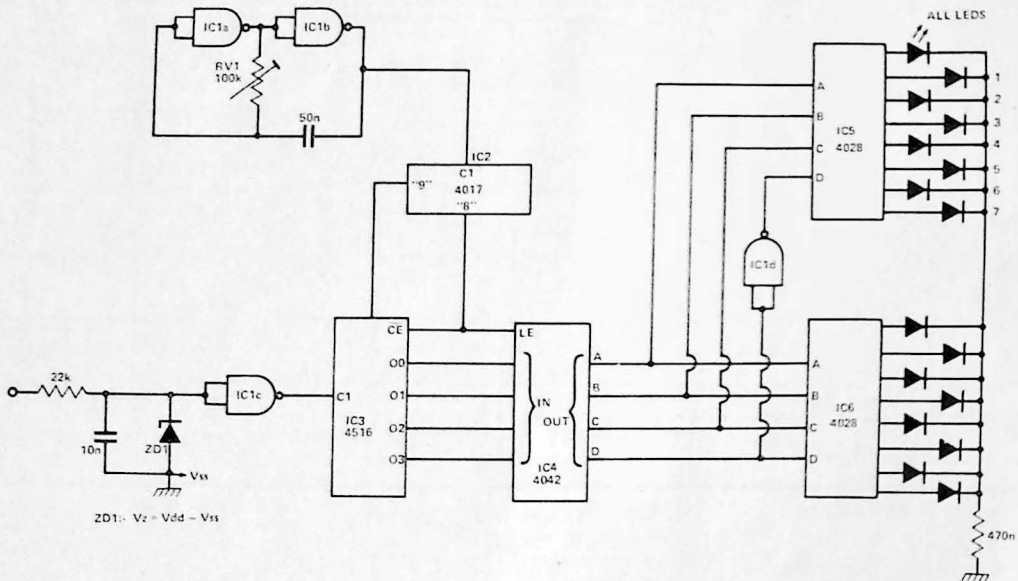 ALL LEDS
IC1a
IC1b
RV1
100k
50n
IC2
C1
4017
"9"
"8"
A
B
C
D
IC5
4028
1
2
3
4
5
6
7
IC1d
22k
10n
ZD1
Vss
ZD1:- Vz = Vdd - Vss
IC1c
C1
IC3
4516
CE
O0
O1
O2
O3
LE
IN
OUT
IC4
4042
A
B
C
D
A
B
C
D
IC6
4028
470n